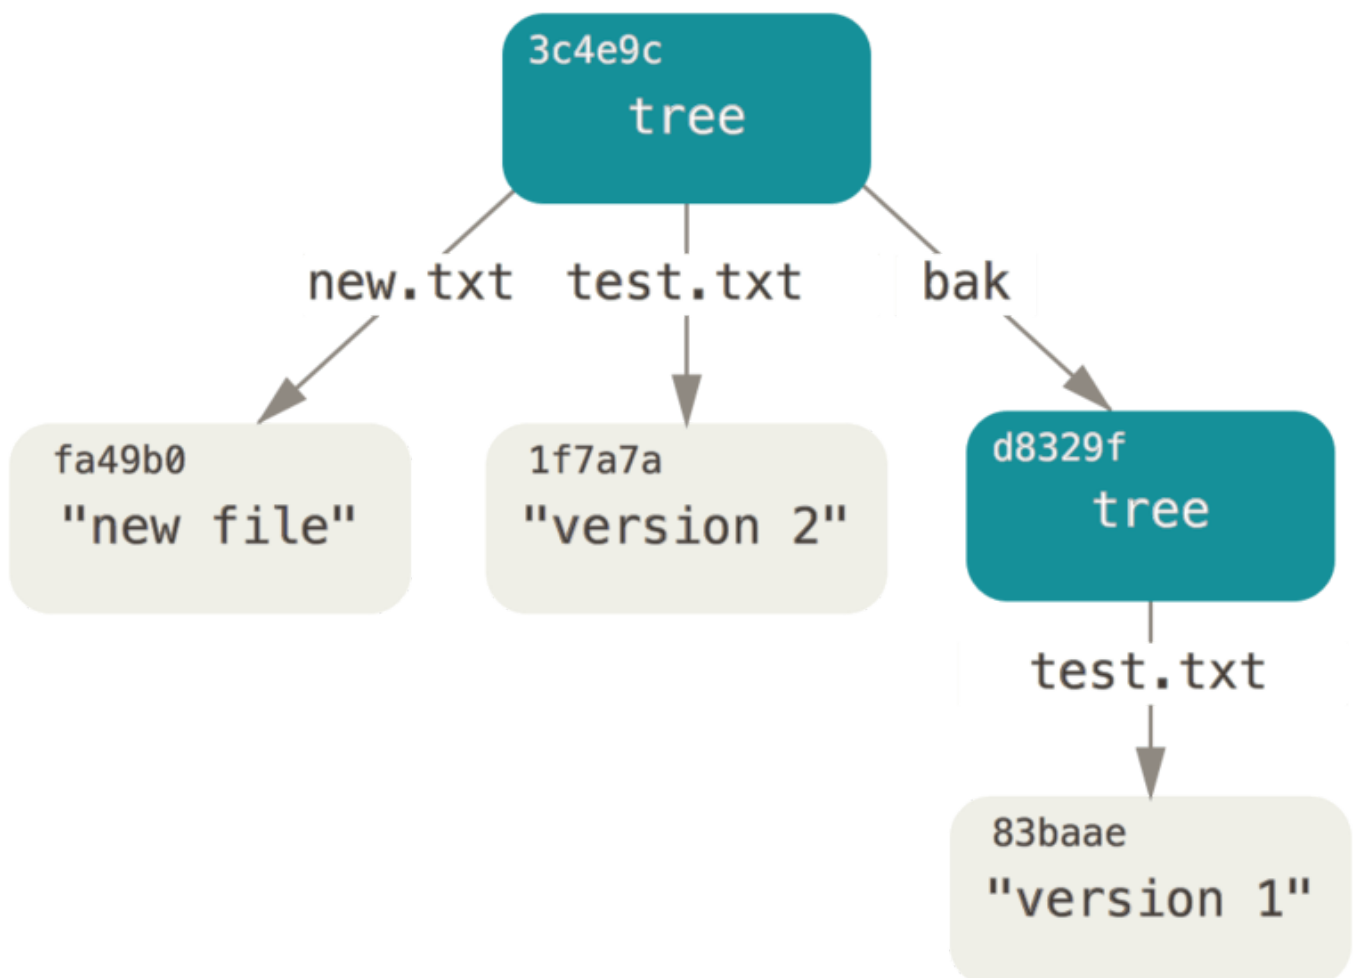 3c4e9c
tree
new.txt test.txt bak
fa49b0
"new file"
1f7a7a
"version 2"
d8329f
tree
test.txt
83baae
"version 1"